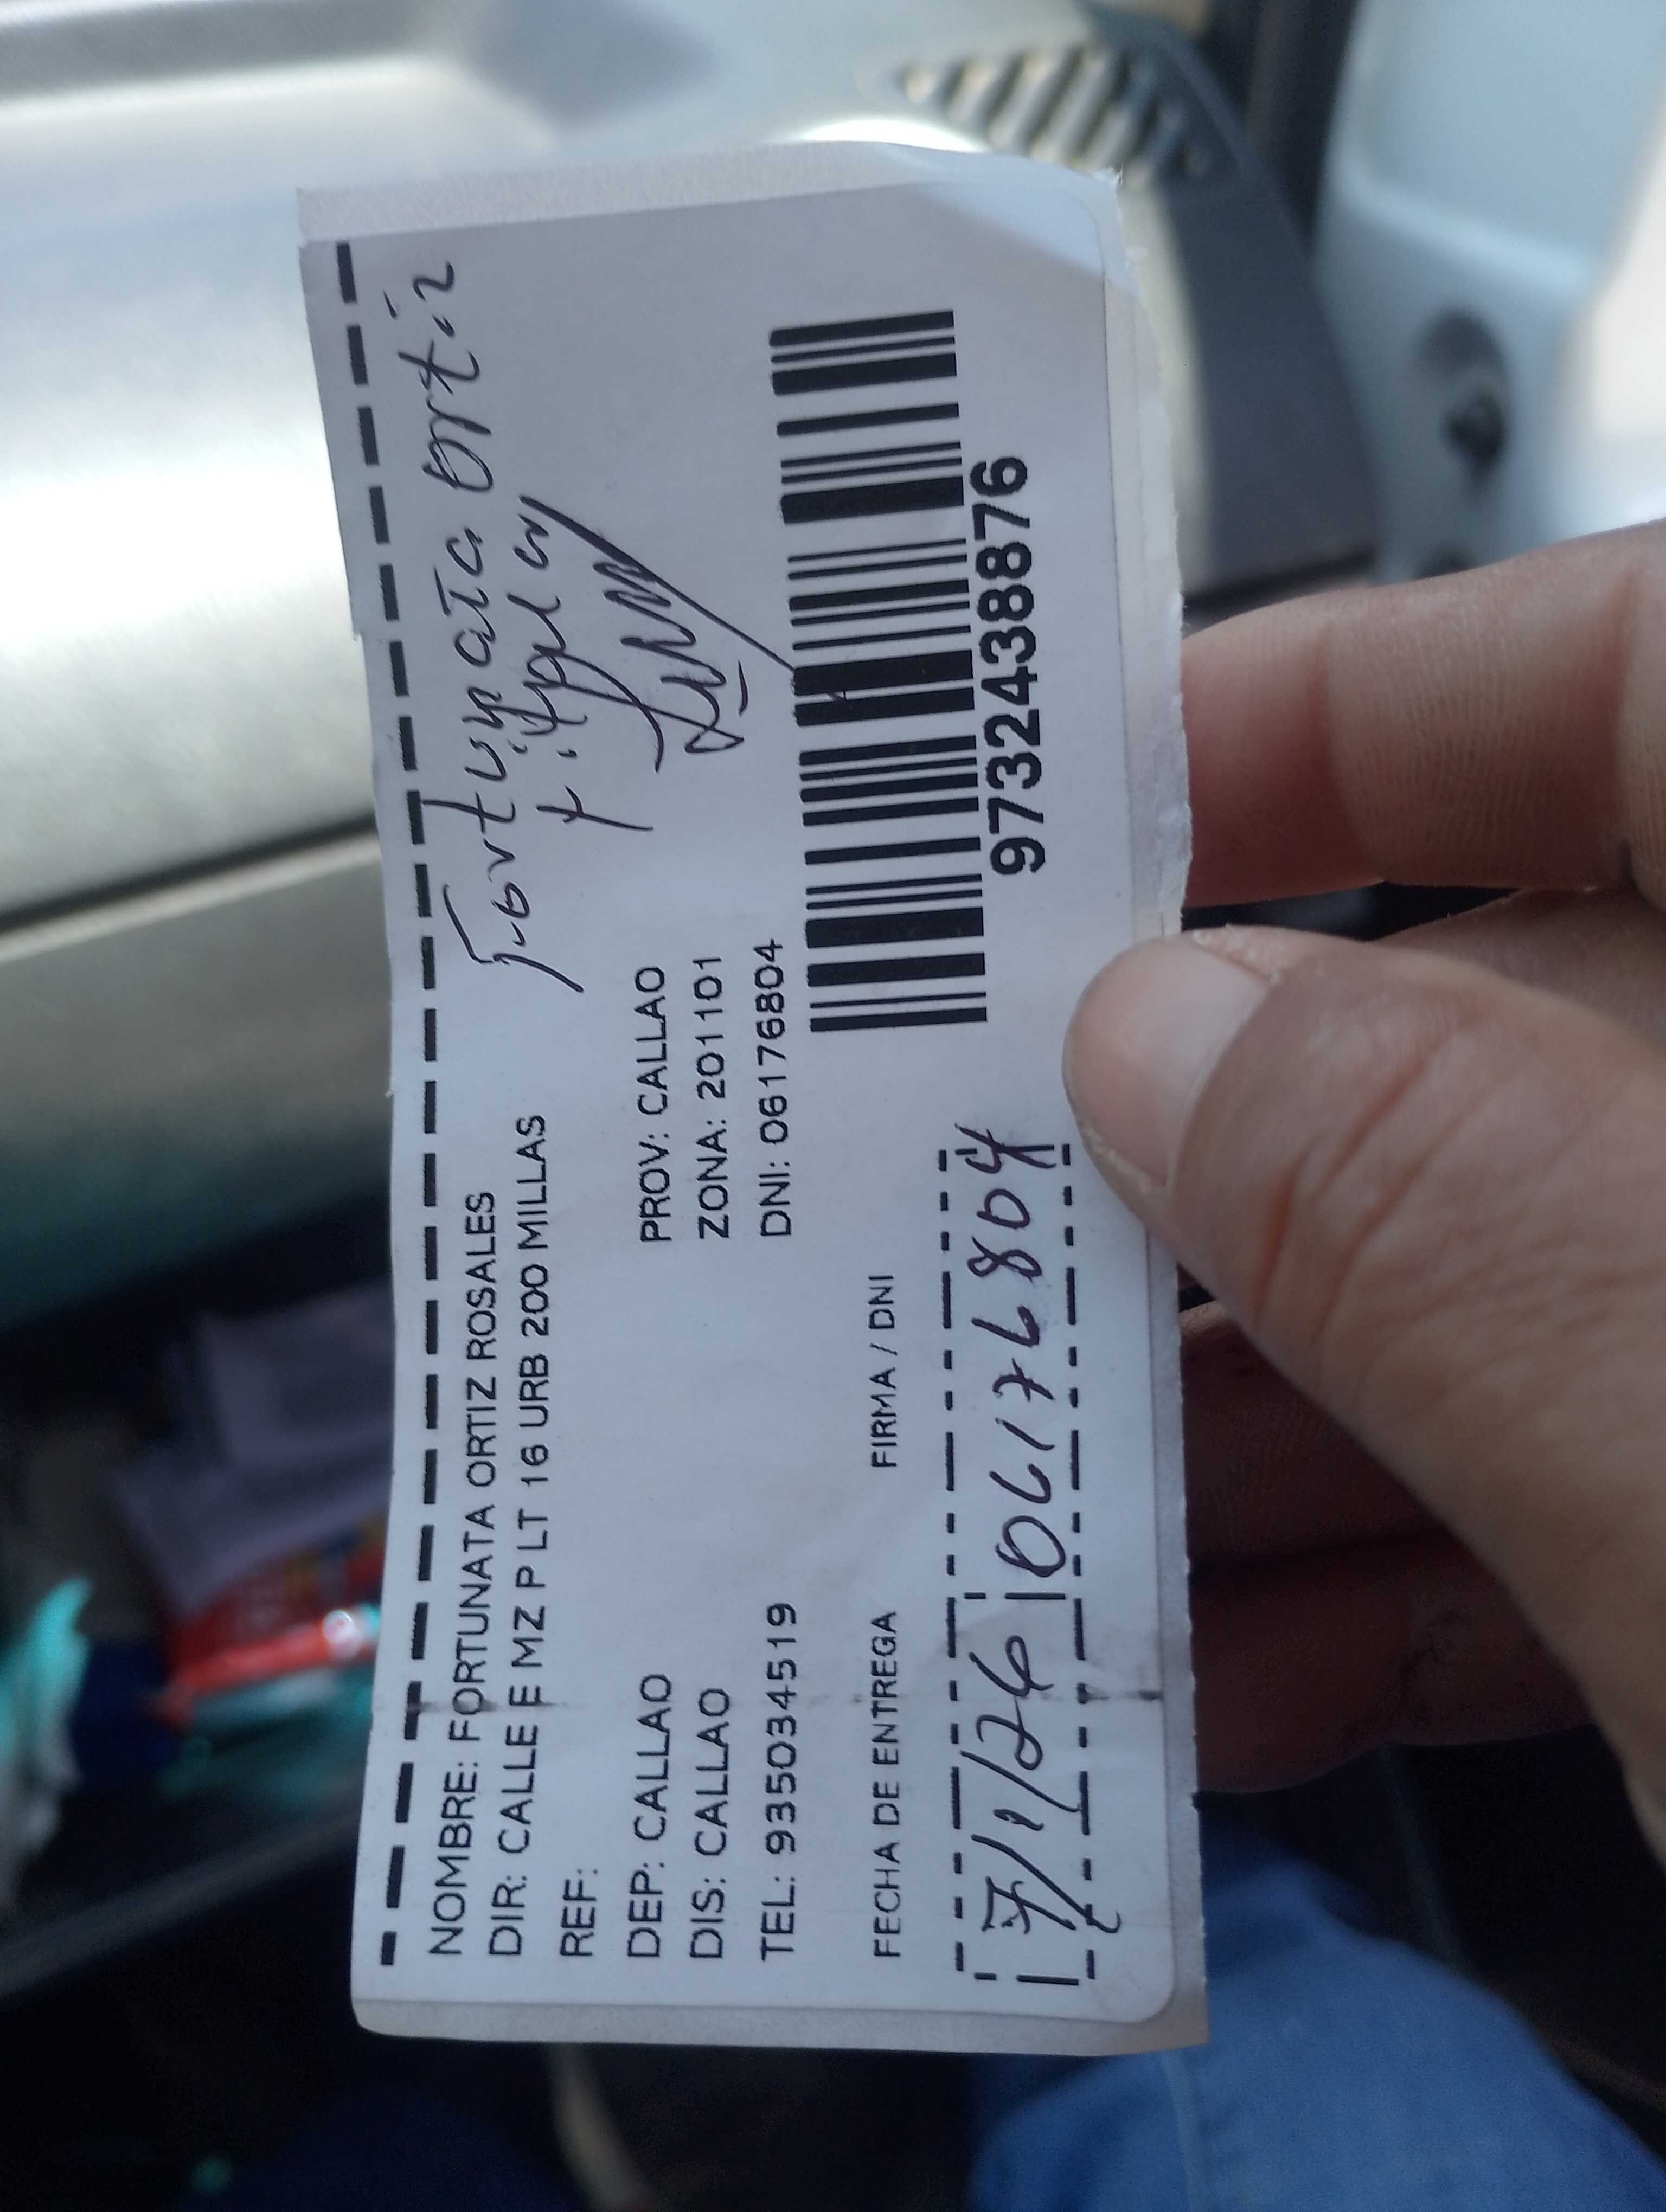 NOMBRE: FORTUNATA ORTIZ ROSALES
DIR: CALLE E MZ P LT 16 URB 200 MILLAS
REF:
DEP: CALLAO
PROV: CALLAO
DIS: CALLAO
ZONA: 201101
TEL: 935034519
DNI: 06176804
Fortunata Ortiz
FECHA DE ENTREGA
FIRMA / DNI
7/1/26
06176804
9732438876